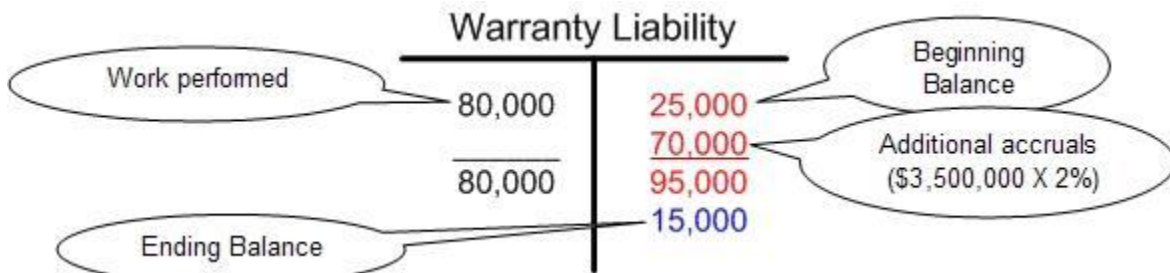 Warranty Liability
Work performed
80,000
80,000
25,000
70,000
95,000
15,000
Beginning
Balance
Additional accruals
($3,500,000 X 2%)
Ending Balance